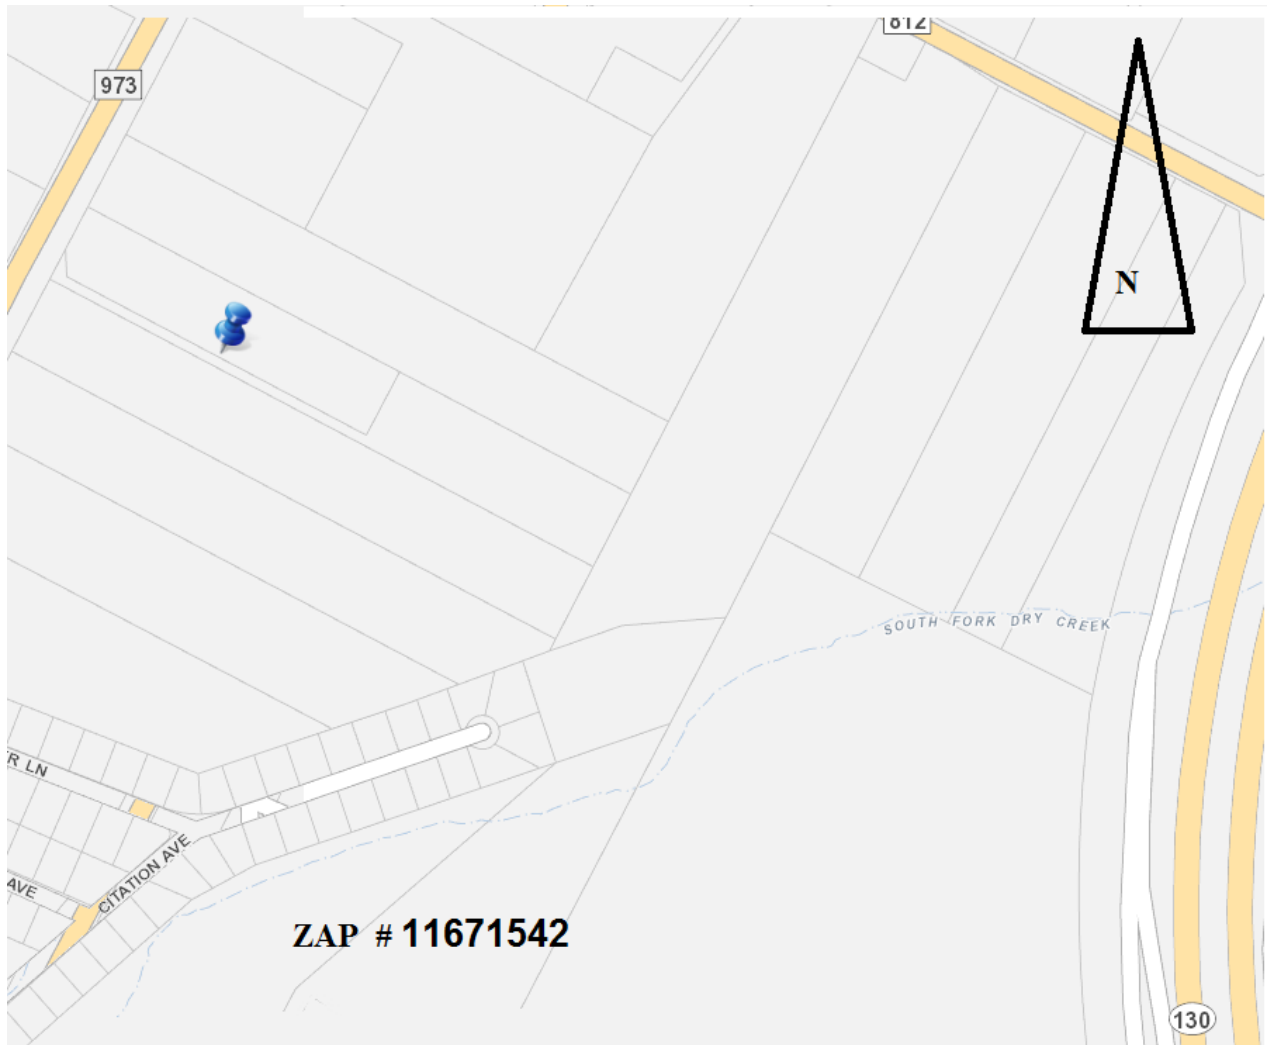 812
973
N
SOUTH FORK DRY CREEK
R LN
CITATION AVE
AVE
ZAP # 11671542
130